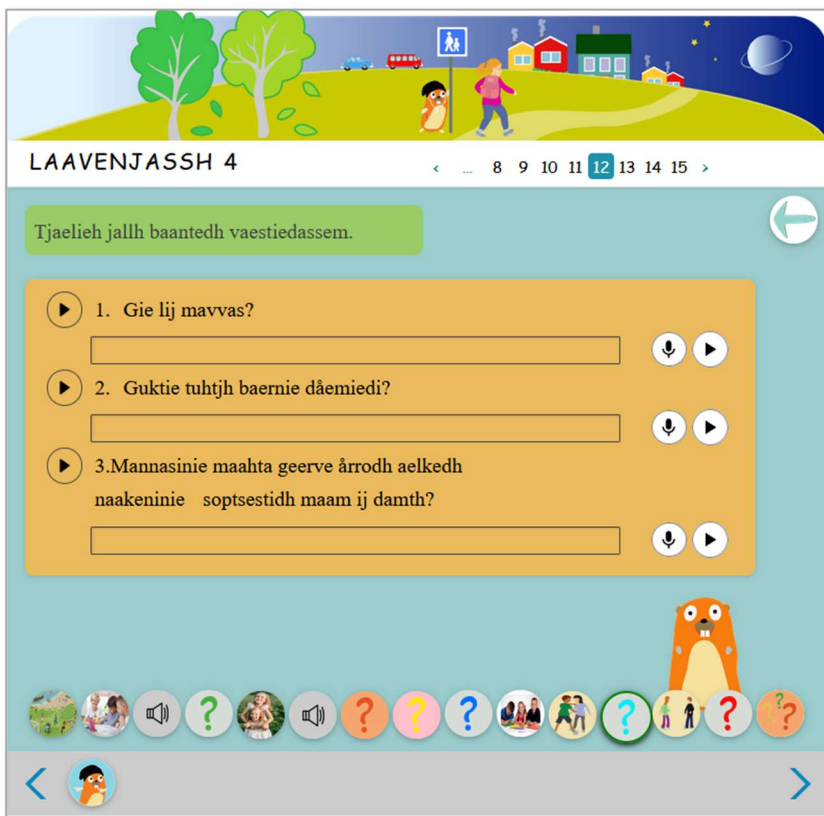 LAAVENJASSH 4
< ... 8 9 10 11 12 13 14 15 >
Tjaelieh jallh baantedh vaestiedassem.
1. Gie lij mavvas?
2. Guktie tuhtjh baernie dåemiedi?
3.Mannasinie maahta geerve årrodh aelkedh
naakeninie soptsestidh maam ij damth?